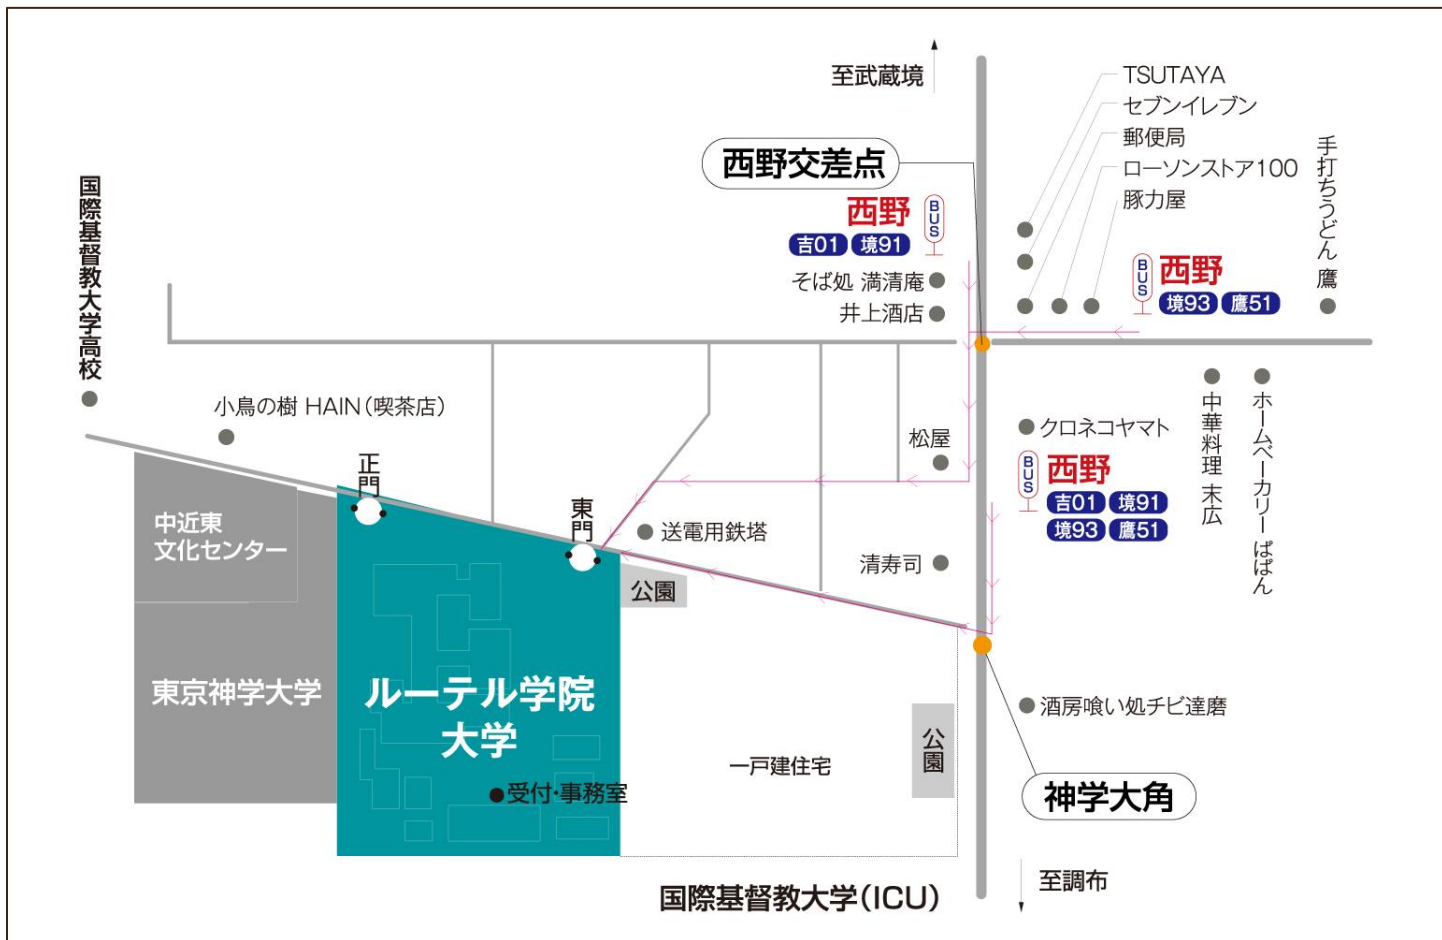 至武蔵境
TSUTAYA
セブンイレブン
郵便局
ローソンストア100
豚力屋
手打ちうどん 鷹
西野交差点
国際基督教大学高校
西野
BUS
吉01 境91
BUS
西野
境93 鷹51
そば処 満清庵
井上酒店
小鳥の樹 HAIN(喫茶店)
松屋
クロネコヤマト
中華料理 末広
ホームベーカリー ぱぱん
正門
BUS
西野
吉01 境91
境93 鷹51
東門
送電用鉄塔
清寿司
中近東
文化センター
公園
東京神学大学
ルーテル学院
大学
受付・事務室
一戸建住宅
公園
酒房喰い処チビ達磨
神学大角
国際基督教大学(ICU)
至調布